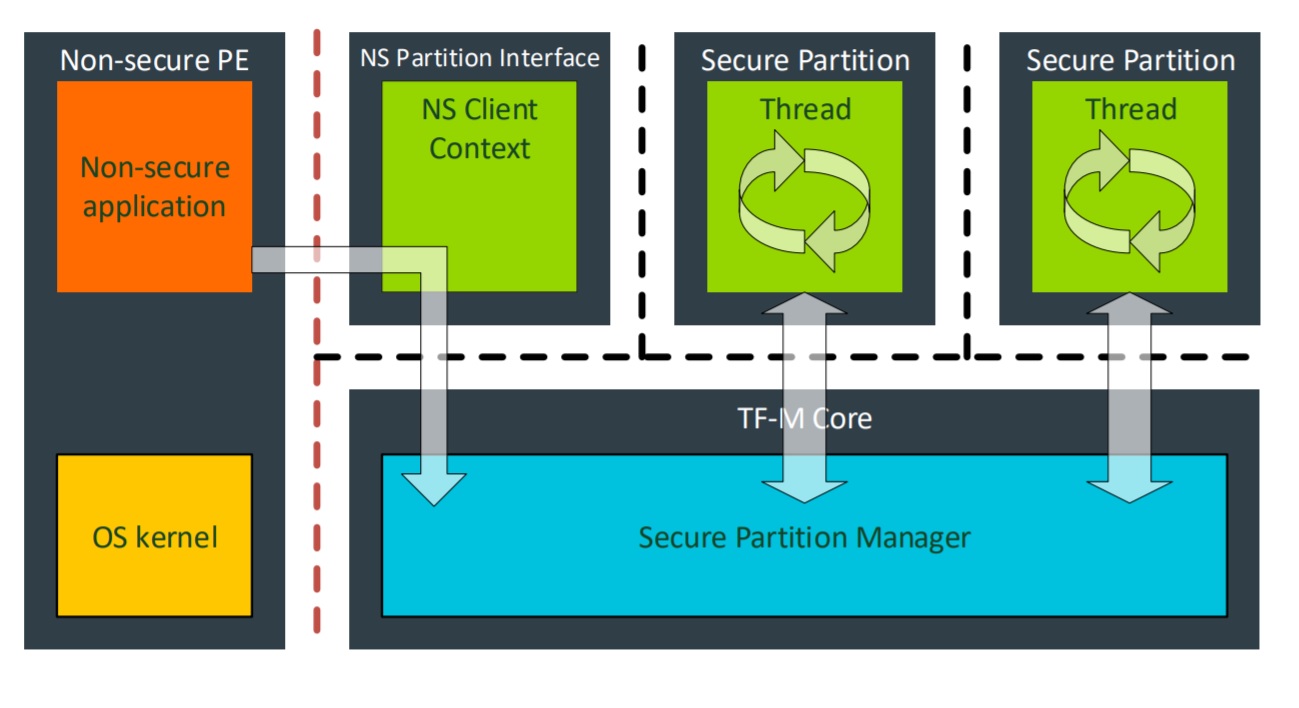 Non-secure PE
Non-secure
application
OS kernel
NS Partition Interface
NS Client
Context
Secure Partition
Thread
Secure Partition
Thread
TF-M Core
Secure Partition Manager